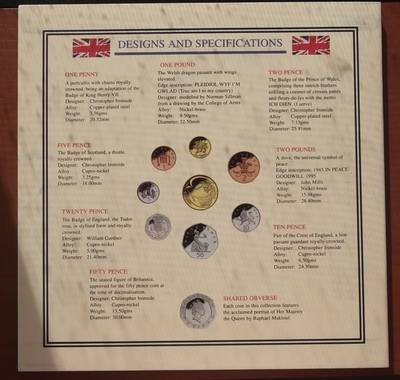 DESIGNS AND SPECIFICATIONS
ONE PENNY
A portcullis with chains royally
crowned, being an adaptation of the
Badge of King Henry VII.
Designer: Christopher Ironside
Alloy: Copper-plated steel
Weight: 3.56gms
Diameter: 20.32mm
ONE POUND
The Welsh dragon passant with wings
elevated.
Edge inscription: PLEIDIOL WYF I'M
GWLAD (True am I to my country)
Designer: modelled by Norman Sillman
from a drawing by the College of Arms
Alloy: Nickel-brass
Weight: 9.50gms
Diameter: 22.50mm
TWO PENCE
The Badge of the Prince of Wales,
comprising three ostrich feathers
enfiling a coronet of crosses pattée
and fleurs-de-lis with the motto
ICH DIEN. (I serve)
Designer: Christopher Ironside
Alloy: Copper-plated steel
Weight: 7.12gms
Diameter: 25.91mm
FIVE PENCE
The Badge of Scotland, a thistle
royally crowned.
Designer: Christopher Ironside
Alloy: Cupro-nickel
Weight: 3.25gms
Diameter: 18.00mm
TWO POUNDS
A dove, the universal symbol of
peace.
Edge inscription: 1945 IN PEACE
GOODWILL 1995
Designer: John Mills
Alloy: Nickel-brass
Weight: 15.98gms
Diameter: 28.40mm
TWENTY PENCE
The Badge of England, the Tudor
rose, in stylised form and royally
crowned.
Designer: William Gardner
Alloy: Cupro-nickel
Weight: 5.00gms
Diameter: 21.40mm
TEN PENCE
Part of the Crest of England, a lion
passant guardant royally crowned.
Designer: Christopher Ironside
Alloy: Cupro-nickel
Weight: 6.50gms
Diameter: 24.50mm
FIFTY PENCE
The seated figure of Britannia,
approved for the fifty pence coin at
the time of decimalisation.
Designer: Christopher Ironside
Alloy: Cupro-nickel
Weight: 13.50gms
Diameter: 30.00mm
50
SHARED OBVERSE
Each coin in this collection features
the acclaimed portrait of Her Majesty
the Queen by Raphael Maklouf.